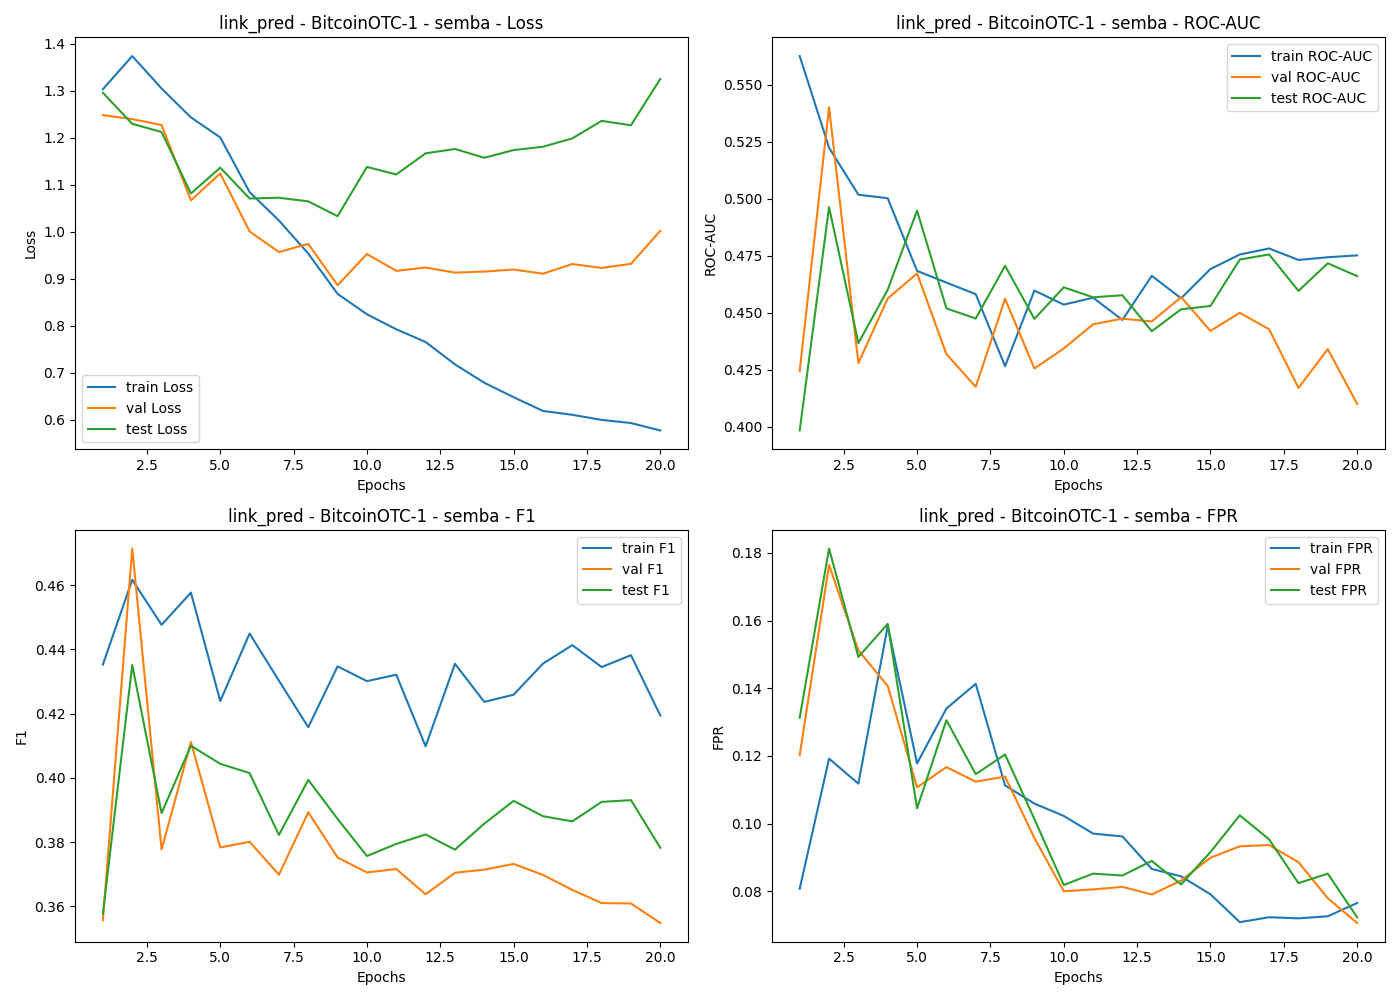 link_pred - BitcoinOTC-1 - semba - Loss
1.4
1.3
1.2
1.1
1.0
0.9
0.8
0.7
0.6
Loss
train Loss
val Loss
test Loss
2.5 5.0 7.5 10.0 12.5 15.0 17.5 20.0
Epochs
link_pred - BitcoinOTC-1 - semba - ROC-AUC
0.550
0.525
0.500
0.475
0.450
0.425
0.400
ROC-AUC
train ROC-AUC
val ROC-AUC
test ROC-AUC
2.5 5.0 7.5 10.0 12.5 15.0 17.5 20.0
Epochs
link_pred - BitcoinOTC-1 - semba - F1
0.46
0.44
0.42
0.40
0.38
0.36
F1
train F1
val F1
test F1
2.5 5.0 7.5 10.0 12.5 15.0 17.5 20.0
Epochs
link_pred - BitcoinOTC-1 - semba - FPR
0.18
0.16
0.14
0.12
0.10
0.08
FPR
train FPR
val FPR
test FPR
2.5 5.0 7.5 10.0 12.5 15.0 17.5 20.0
Epochs